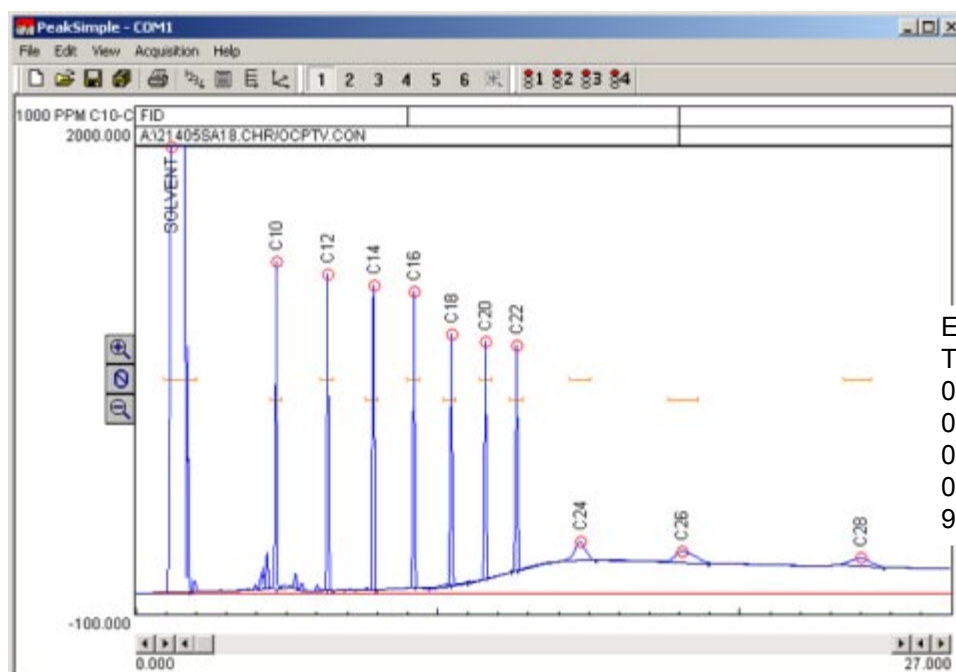 PeakSimple - COM1
File Edit View Acquisition Help
1 2 3 4 5 6 1 2 3 4
1000 PPM C10-C FID
2000.000 A:\21405SA18.CHR/OCPTV.CON
SOLVENT
C10
C12
C14
C16
C18
C20
C22
C24
C26
C28
-100.000
0.000 27.000
E
T
0
0
0
0
9